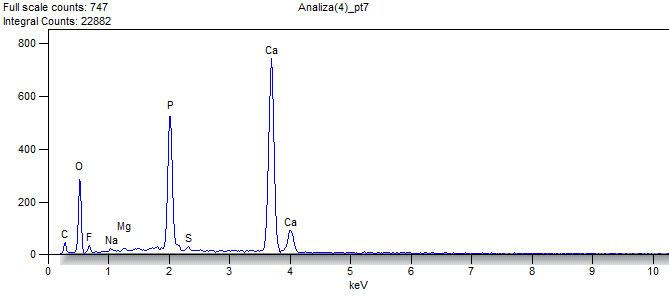 Full scale counts: 747
Analiza(4)_pt7
Integral Counts: 22882
800
600
400
200
0
Ca
P
O
C
F
Na
Mg
S
Ca
0
1
2
3
4
5
6
7
8
9
10
keV